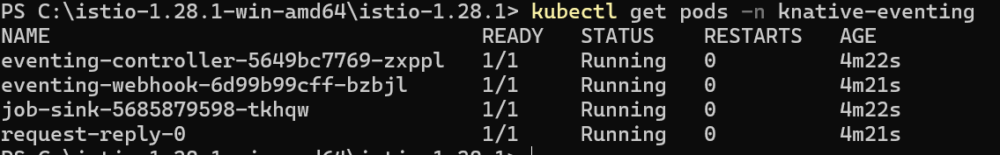 PS C:\istio-1.28.1-win-amd64\istio-1.28.1> kubectl get pods -n knative-eventing
NAME READY STATUS RESTARTS AGE
eventing-controller-5649bc7769-zxppl 1/1 Running 0 4m22s
eventing-webhook-6d99b99cff-bzbjl 1/1 Running 0 4m21s
job-sink-5685879598-tkhqw 1/1 Running 0 4m22s
request-reply-0 1/1 Running 0 4m21s
PS C:\istio-1.28.1-win-amd64\istio-1.28.1>